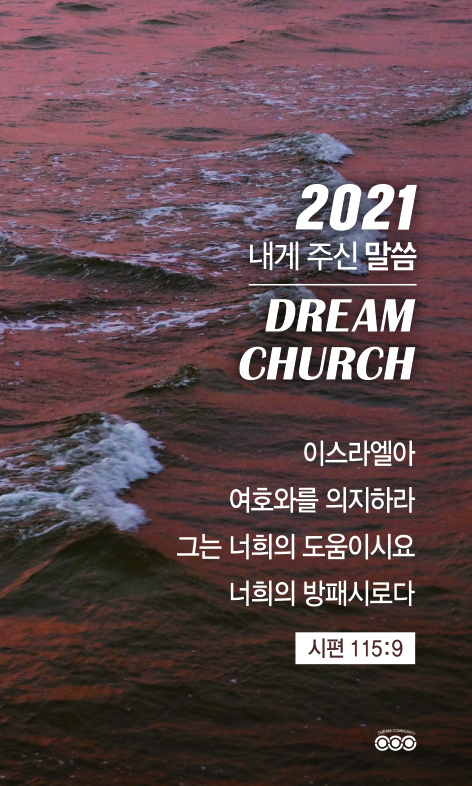 2021
내게 주신 말씀
DREAM
CHURCH
이스라엘아
여호와를 의지하라
그는 너희의 도움이시요
너희의 방패시로다
시편 115:9
DREAM COMMUNITY